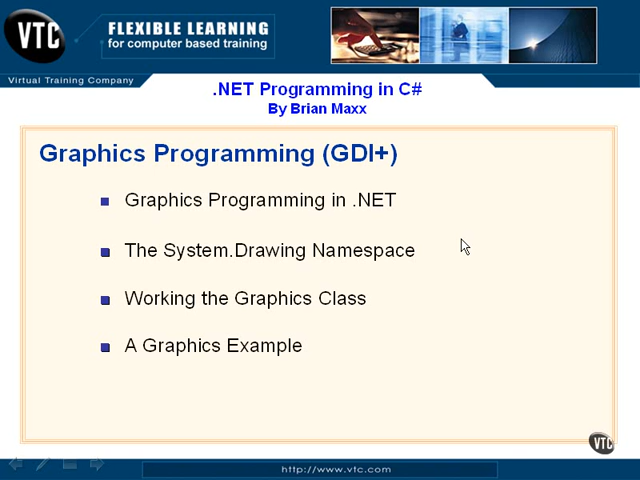 VTC
FLEXIBLE LEARNING
for computer based training
Virtual Training Company
.NET Programming in C#
By Brian Maxx
Graphics Programming (GDI+)
Graphics Programming in .NET
The System.Drawing Namespace
Working the Graphics Class
A Graphics Example
VTC
http://www.vtc.com